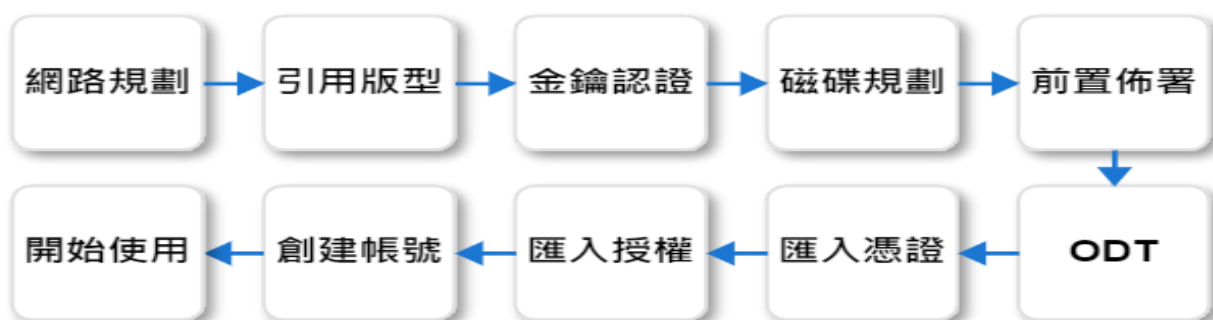 網路規劃
引用版型
金鑰認證
磁碟規劃
前置佈署
ODT
匯入憑證
匯入授權
創建帳號
開始使用